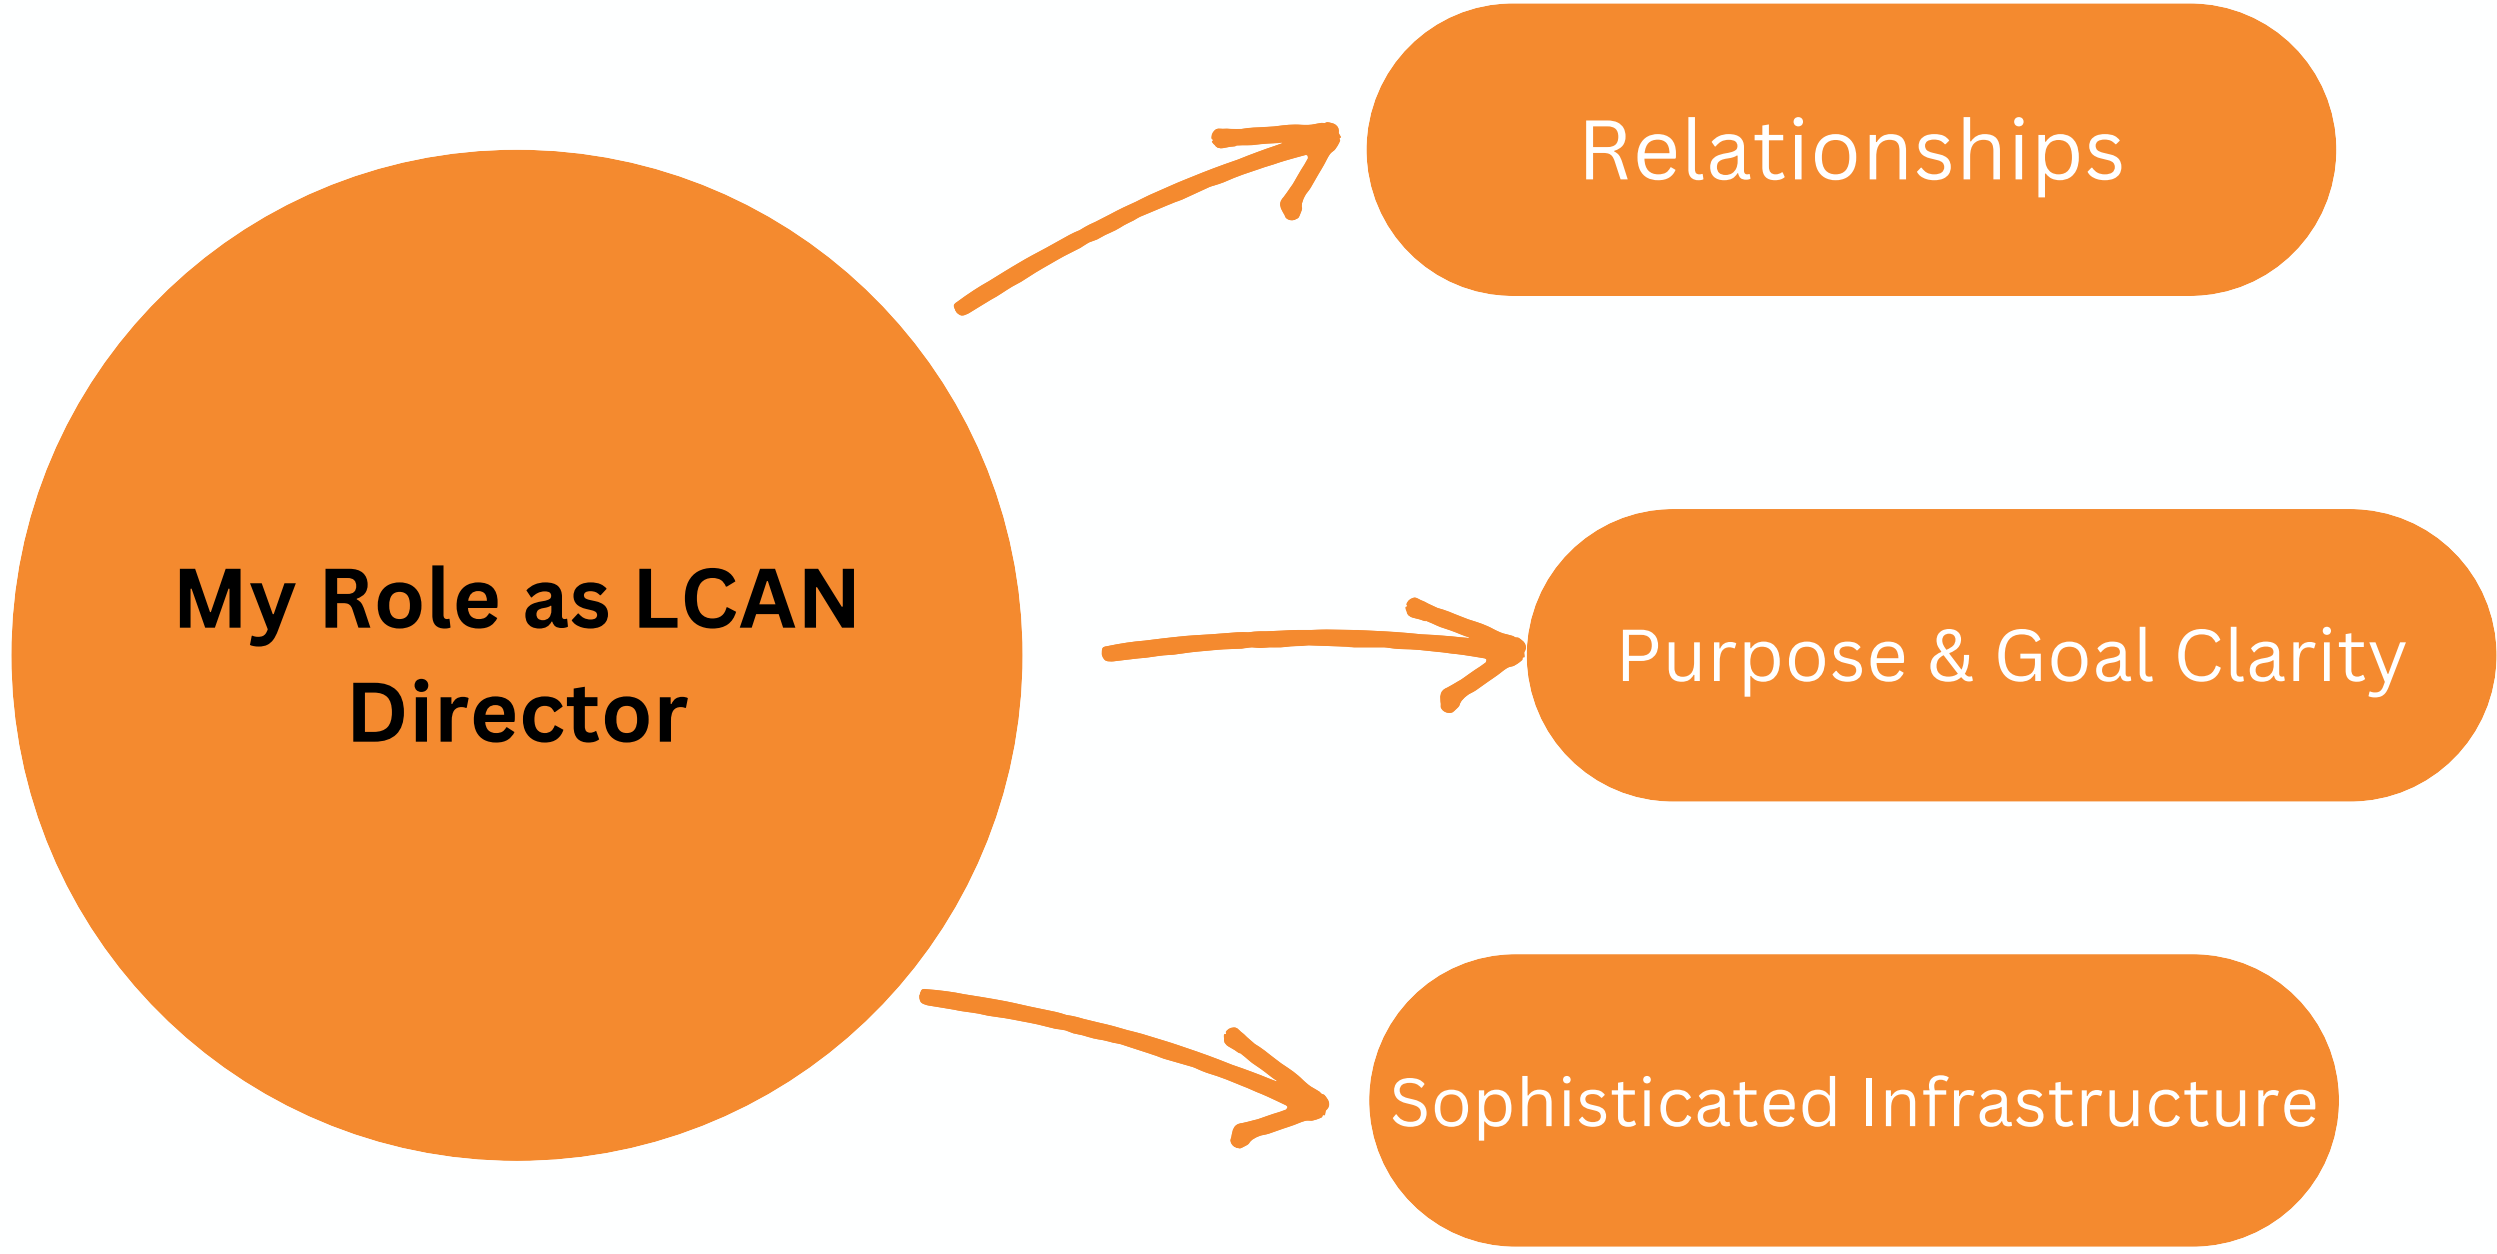 My Role as LCAN
Director
Relationships
Purpose & Goal Clarity
Sophisticated Infrastructure